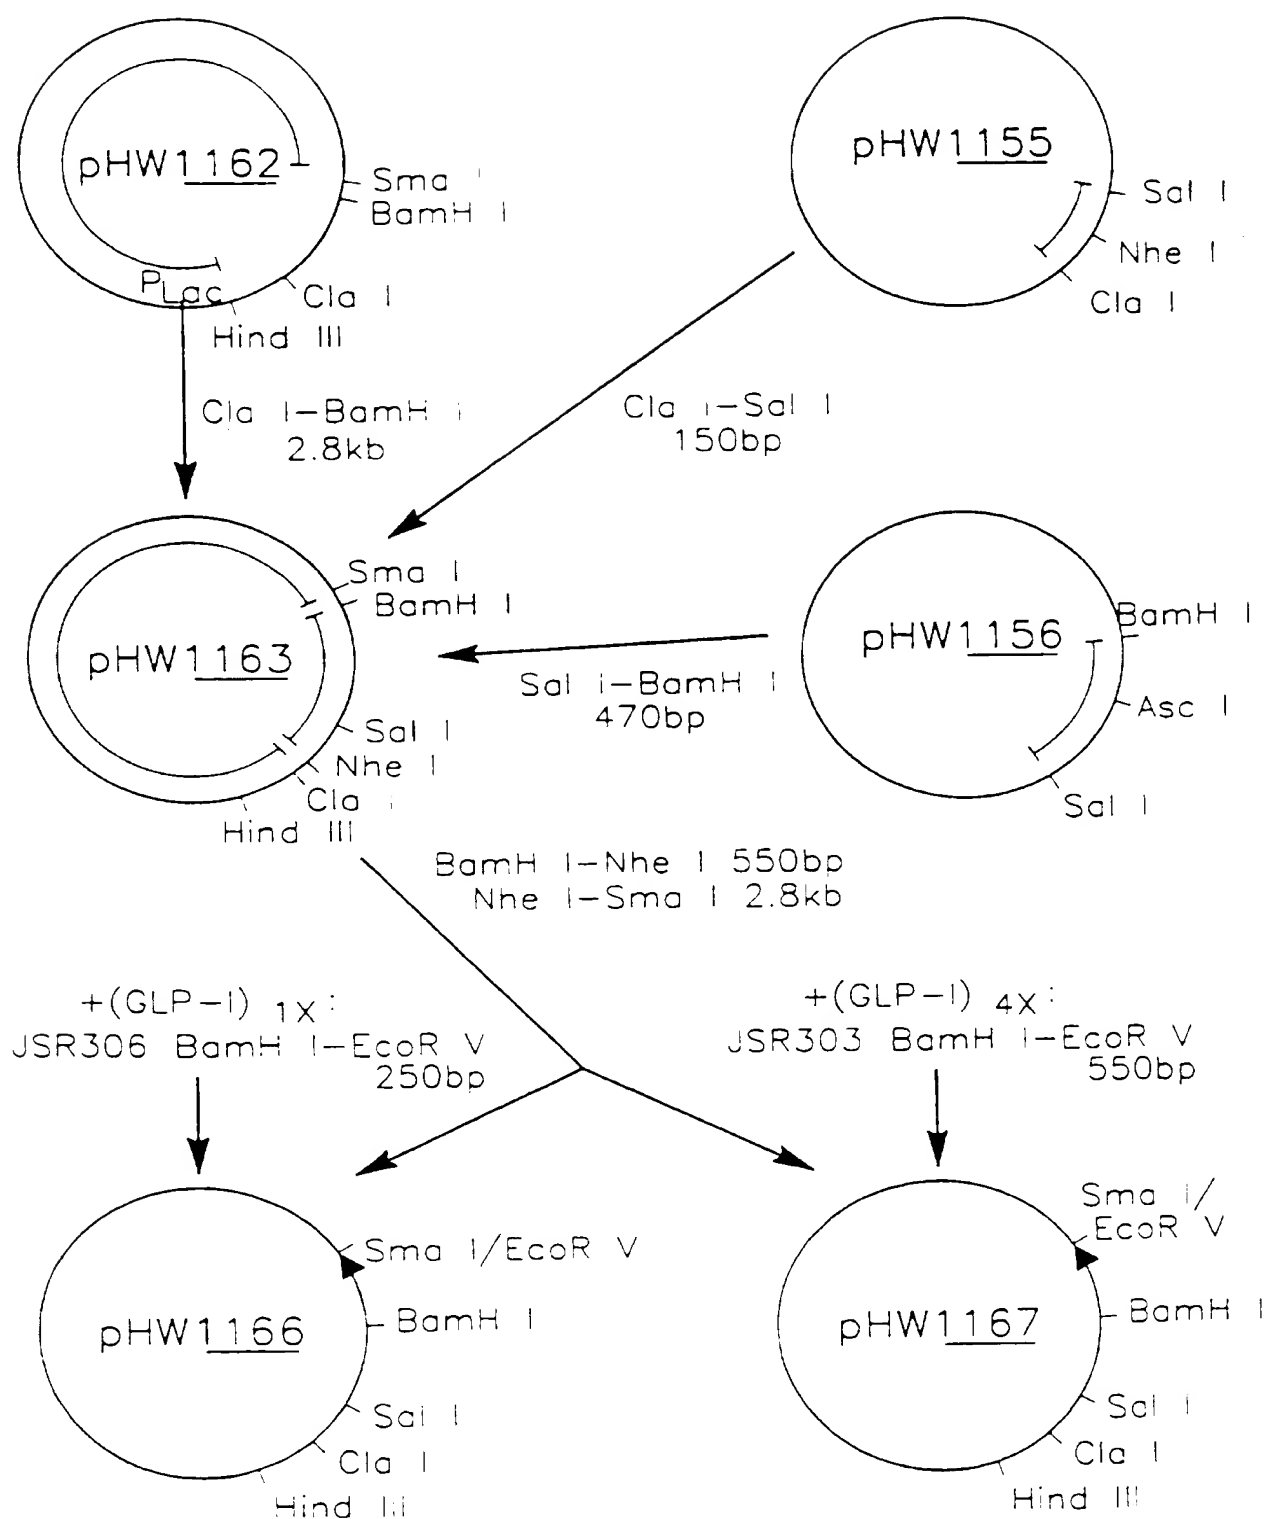 pHW1162
Sma I
BamH I
Cla I
PLac
Hind III
pHW1155
Sal I
Nhe I
Cla I
Cla I-BamH I
2.8kb
Cla I-Sal I
150bp
pHW1163
Sma I
BamH I
Sal I
Nhe I
Cla I
Hind III
pHW1156
BamH I
Asc I
Sal I
Sal I-BamH I
470bp
BamH I-Nhe I 550bp
Nhe I-Sma I 2.8kb
+(GLP-I) 1X:
JSR306 BamH I-EcoR V
250bp
+(GLP-I) 4X:
JSR303 BamH I-EcoR V
550bp
pHW1166
Sma I/EcoR V
BamH I
Sal I
Cla I
Hind III
pHW1167
Sma I/
EcoR V
BamH I
Sal I
Cla I
Hind III